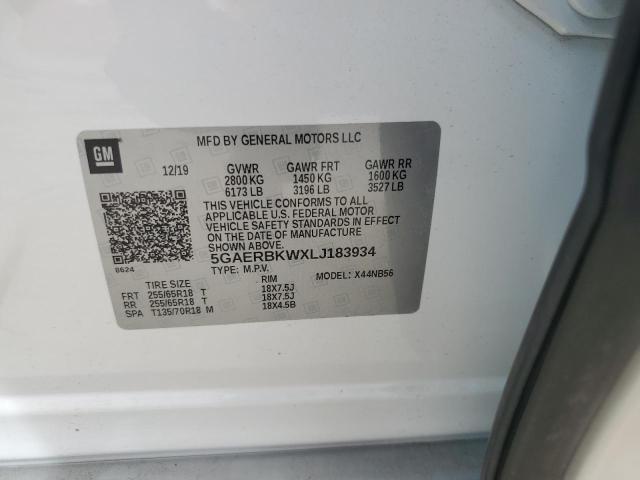 MFD BY GENERAL MOTORS LLC
GM
12/19 GVWR GAWR FRT GAWR RR
2800 KG 1450 KG 1600 KG
6173 LB 3196 LB 3527 LB
THIS VEHICLE CONFORMS TO ALL
APPLICABLE U.S. FEDERAL MOTOR
VEHICLE SAFETY STANDARDS IN EFFECT
ON THE DATE OF MANUFACTURE
SHOWN ABOVE.
5GAERBKWXLJ183934
8624
TYPE: M.P.V. MODEL: X44NB56
TIRE SIZE RIM
FRT 255/65R18 T 18X7.5J
RR 255/65R18 T 18X7.5J
SPA T135/70R18 M 18X4.5B